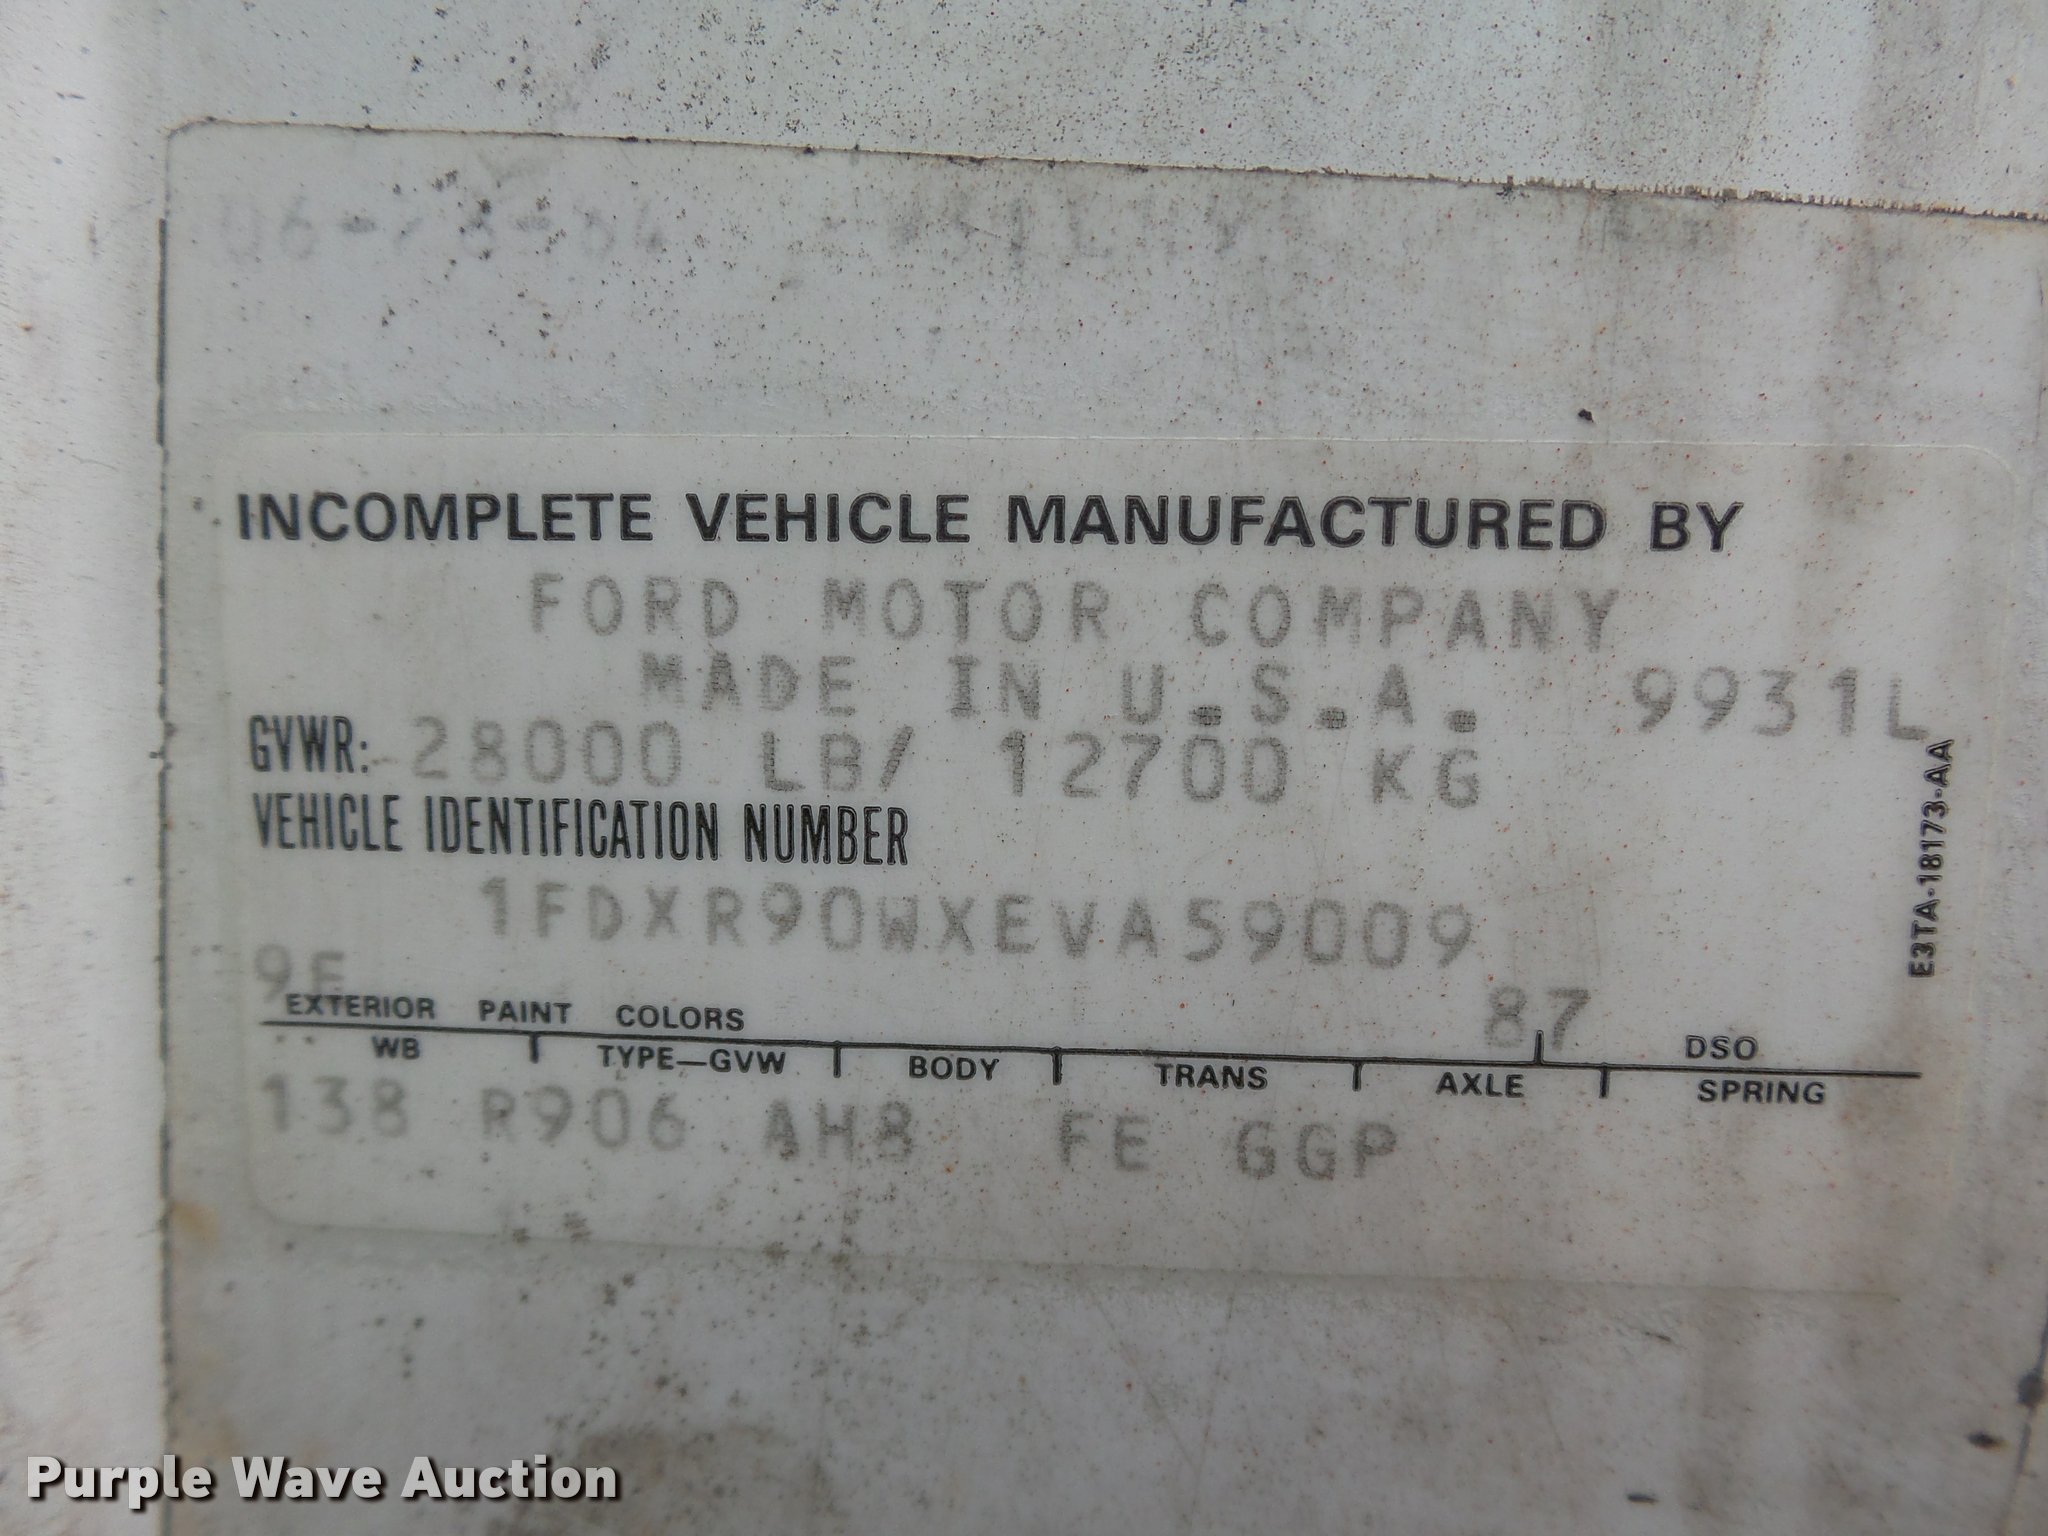 INCOMPLETE VEHICLE MANUFACTURED BY
FORD MOTOR COMPANY
MADE IN U.S.A. 9931L
GVWR: 28000 LB/ 12700 KG
VEHICLE IDENTIFICATION NUMBER
1FDXR90WXEVA59009
E3TA-18173-AA
9E 87
EXTERIOR PAINT COLORS DSO
WB TYPE-GVW BODY TRANS AXLE SPRING
138 R906 AH8 FE GGP
Purple Wave Auction